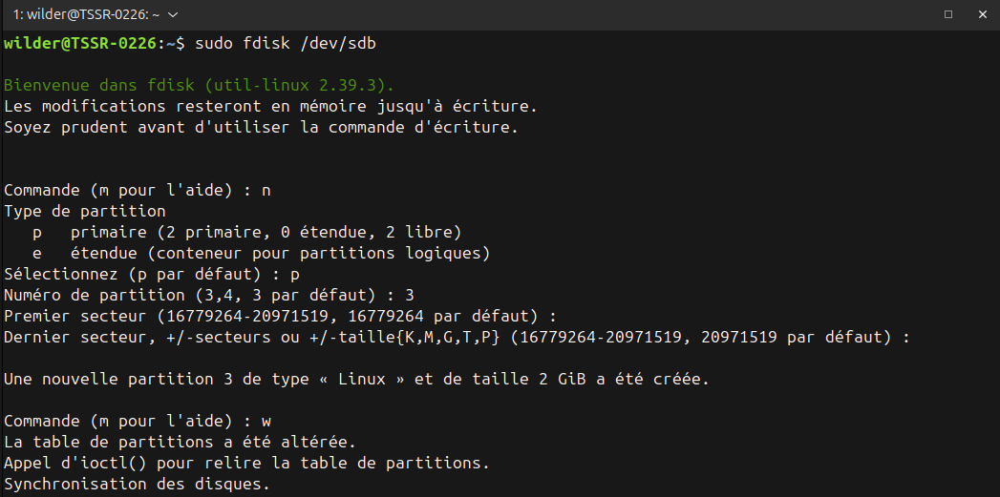 1: wilder@TSSR-0226: ~
wilder@TSSR-0226:~$ sudo fdisk /dev/sdb
Bienvenue dans fdisk (util-linux 2.39.3).
Les modifications resteront en mémoire jusqu'à écriture.
Soyez prudent avant d'utiliser la commande d'écriture.
Commande (m pour l'aide) : n
Type de partition
   p   primaire (2 primaire, 0 étendue, 2 libre)
   e   étendue (conteneur pour partitions logiques)
Sélectionnez (p par défaut) : p
Numéro de partition (3,4, 3 par défaut) : 3
Premier secteur (16779264-20971519, 16779264 par défaut) :
Dernier secteur, +/-secteurs ou +/-taille{K,M,G,T,P} (16779264-20971519, 20971519 par défaut) :
Une nouvelle partition 3 de type « Linux » et de taille 2 GiB a été créée.
Commande (m pour l'aide) : w
La table de partitions a été altérée.
Appel d'ioctl() pour relire la table de partitions.
Synchronisation des disques.